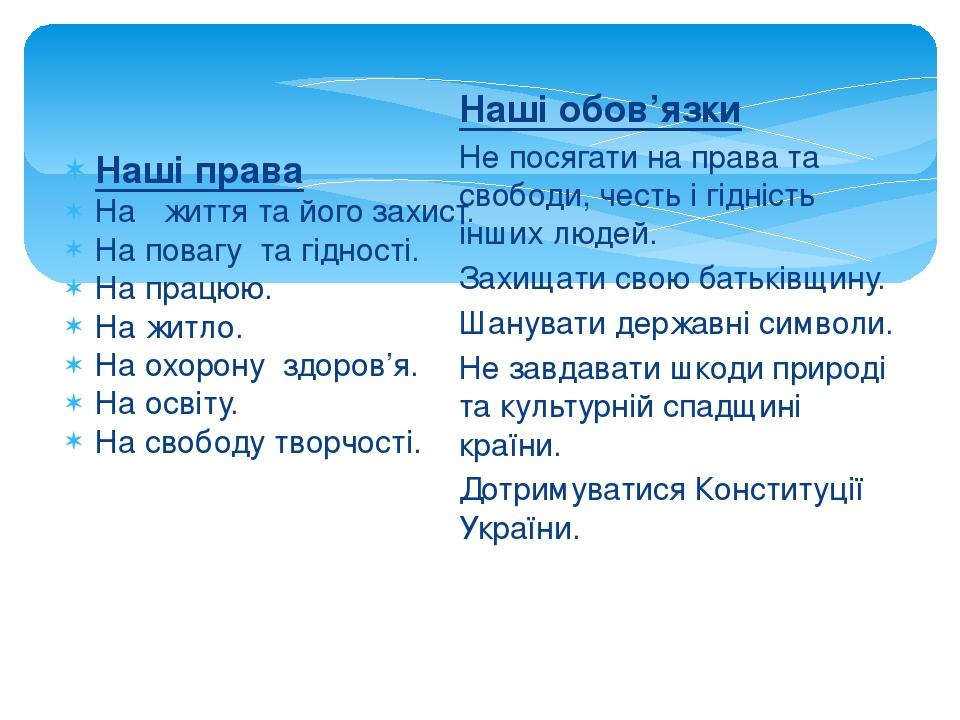 Наші права
На   життя та його захист.
На повагу  та гідності.
На працюю.
На житло.
На охорону  здоров’я.
На освіту.
На свободу творчості.
Наші обов’язки
Не посягати на права та
свободи, честь і гідність
інших людей.
Захищати свою батьківщину.
Шанувати державні символи.
Не завдавати шкоди природі
та культурній спадщині
країни.
Дотримуватися Конституції
України.